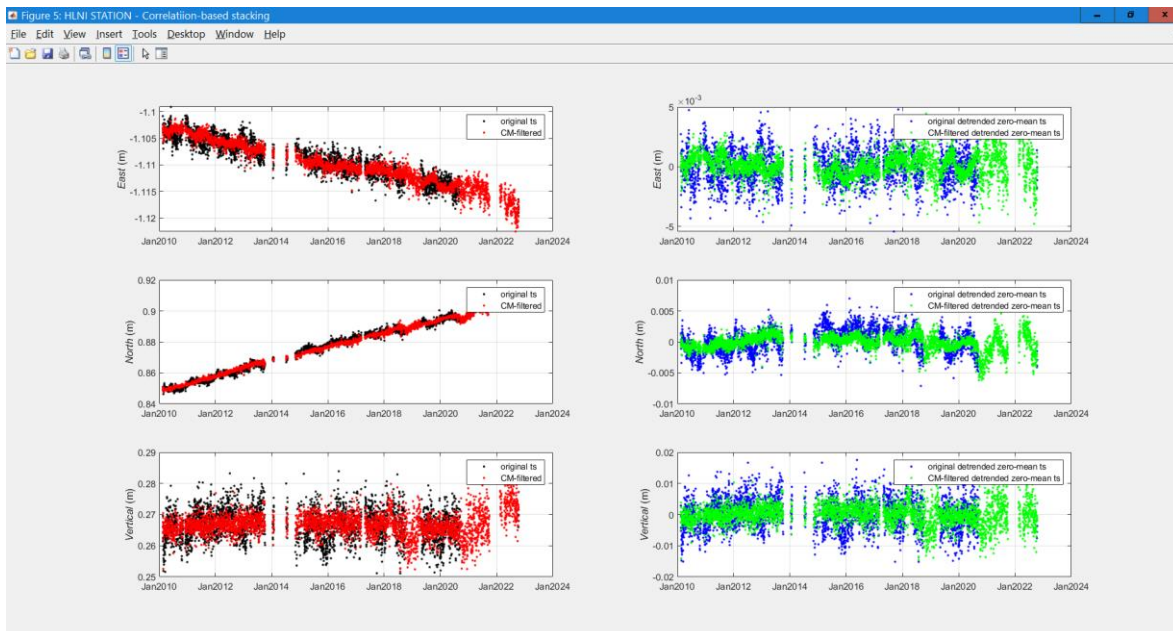 Figure 5: HLNI STATION - Correlatiion-based stacking
File Edit View Insert Tools Desktop Window Help
-1.1
-1.105
-1.11
-1.115
-1.12
East (m)
original ts
CM-filtered
Jan2010 Jan2012 Jan2014 Jan2016 Jan2018 Jan2020 Jan2022 Jan2024
× 10⁻³
5
0
-5
East (m)
original detrended zero-mean ts
CM-filtered detrended zero-mean ts
Jan2010 Jan2012 Jan2014 Jan2016 Jan2018 Jan2020 Jan2022 Jan2024
0.92
0.9
0.88
0.86
0.84
North (m)
original ts
CM-filtered
Jan2010 Jan2012 Jan2014 Jan2016 Jan2018 Jan2020 Jan2022 Jan2024
0.01
0.005
0
-0.005
-0.01
North (m)
original detrended zero-mean ts
CM-filtered detrended zero-mean ts
Jan2010 Jan2012 Jan2014 Jan2016 Jan2018 Jan2020 Jan2022 Jan2024
0.29
0.28
0.27
0.26
0.25
Vertical (m)
original ts
CM-filtered
Jan2010 Jan2012 Jan2014 Jan2016 Jan2018 Jan2020 Jan2022 Jan2024
0.02
0.01
0
-0.01
-0.02
Vertical (m)
original detrended zero-mean ts
CM-filtered detrended zero-mean ts
Jan2010 Jan2012 Jan2014 Jan2016 Jan2018 Jan2020 Jan2022 Jan2024